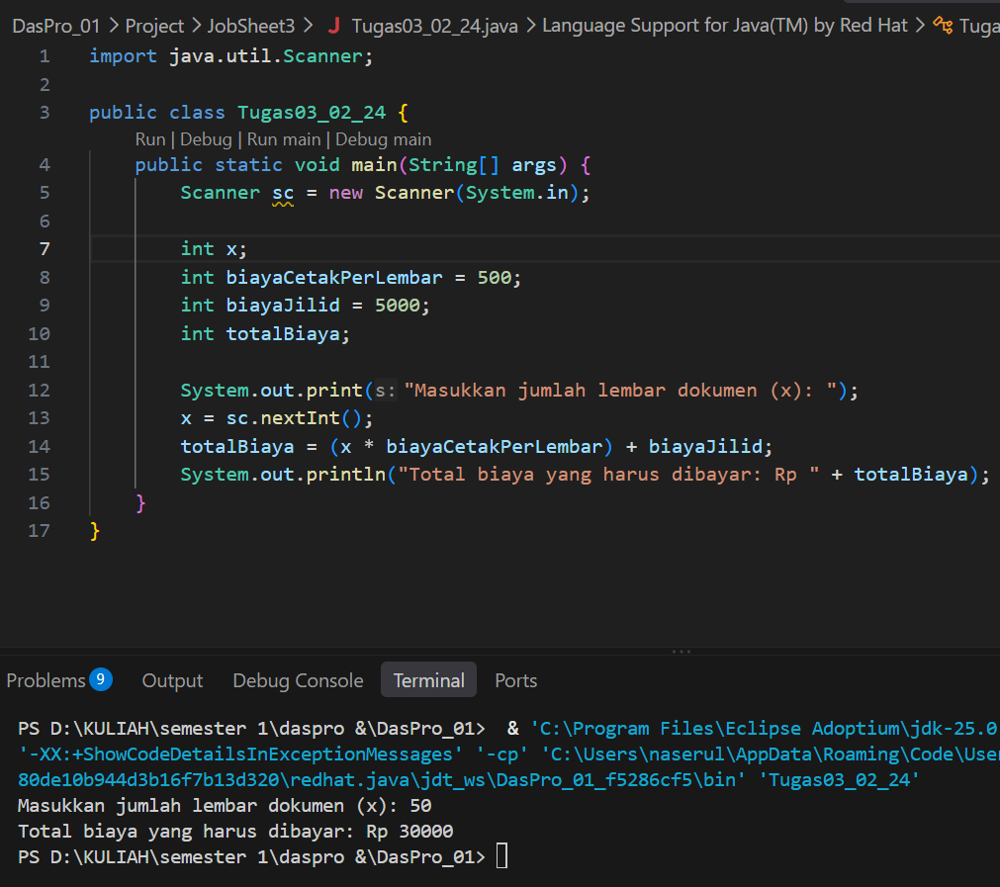 DasPro_01 > Project > JobSheet3 > J Tugas03_02_24.java > Language Support for Java(TM) by Red Hat > Tuga
1 import java.util.Scanner;
2
3 public class Tugas03_02_24 {
Run | Debug | Run main | Debug main
4 public static void main(String[] args) {
5 Scanner sc = new Scanner(System.in);
6
7 int x;
8 int biayaCetakPerLembar = 500;
9 int biayaJilid = 5000;
10 int totalBiaya;
11
12 System.out.print(s: "Masukkan jumlah lembar dokumen (x): ");
13 x = sc.nextInt();
14 totalBiaya = (x * biayaCetakPerLembar) + biayaJilid;
15 System.out.println("Total biaya yang harus dibayar: Rp " + totalBiaya);
16 }
17 }
Problems 9 Output Debug Console Terminal Ports
PS D:\KULIAH\semester 1\daspro &\DasPro_01> & 'C:\Program Files\Eclipse Adoptium\jdk-25.0
'-XX:+ShowCodeDetailsInExceptionMessages' '-cp' 'C:\Users\naserul\AppData\Roaming\Code\User
80de10b944d3b16f7b13d320\redhat.java\jdt_ws\DasPro_01_f5286cf5\bin' 'Tugas03_02_24'
Masukkan jumlah lembar dokumen (x): 50
Total biaya yang harus dibayar: Rp 30000
PS D:\KULIAH\semester 1\daspro &\DasPro_01>